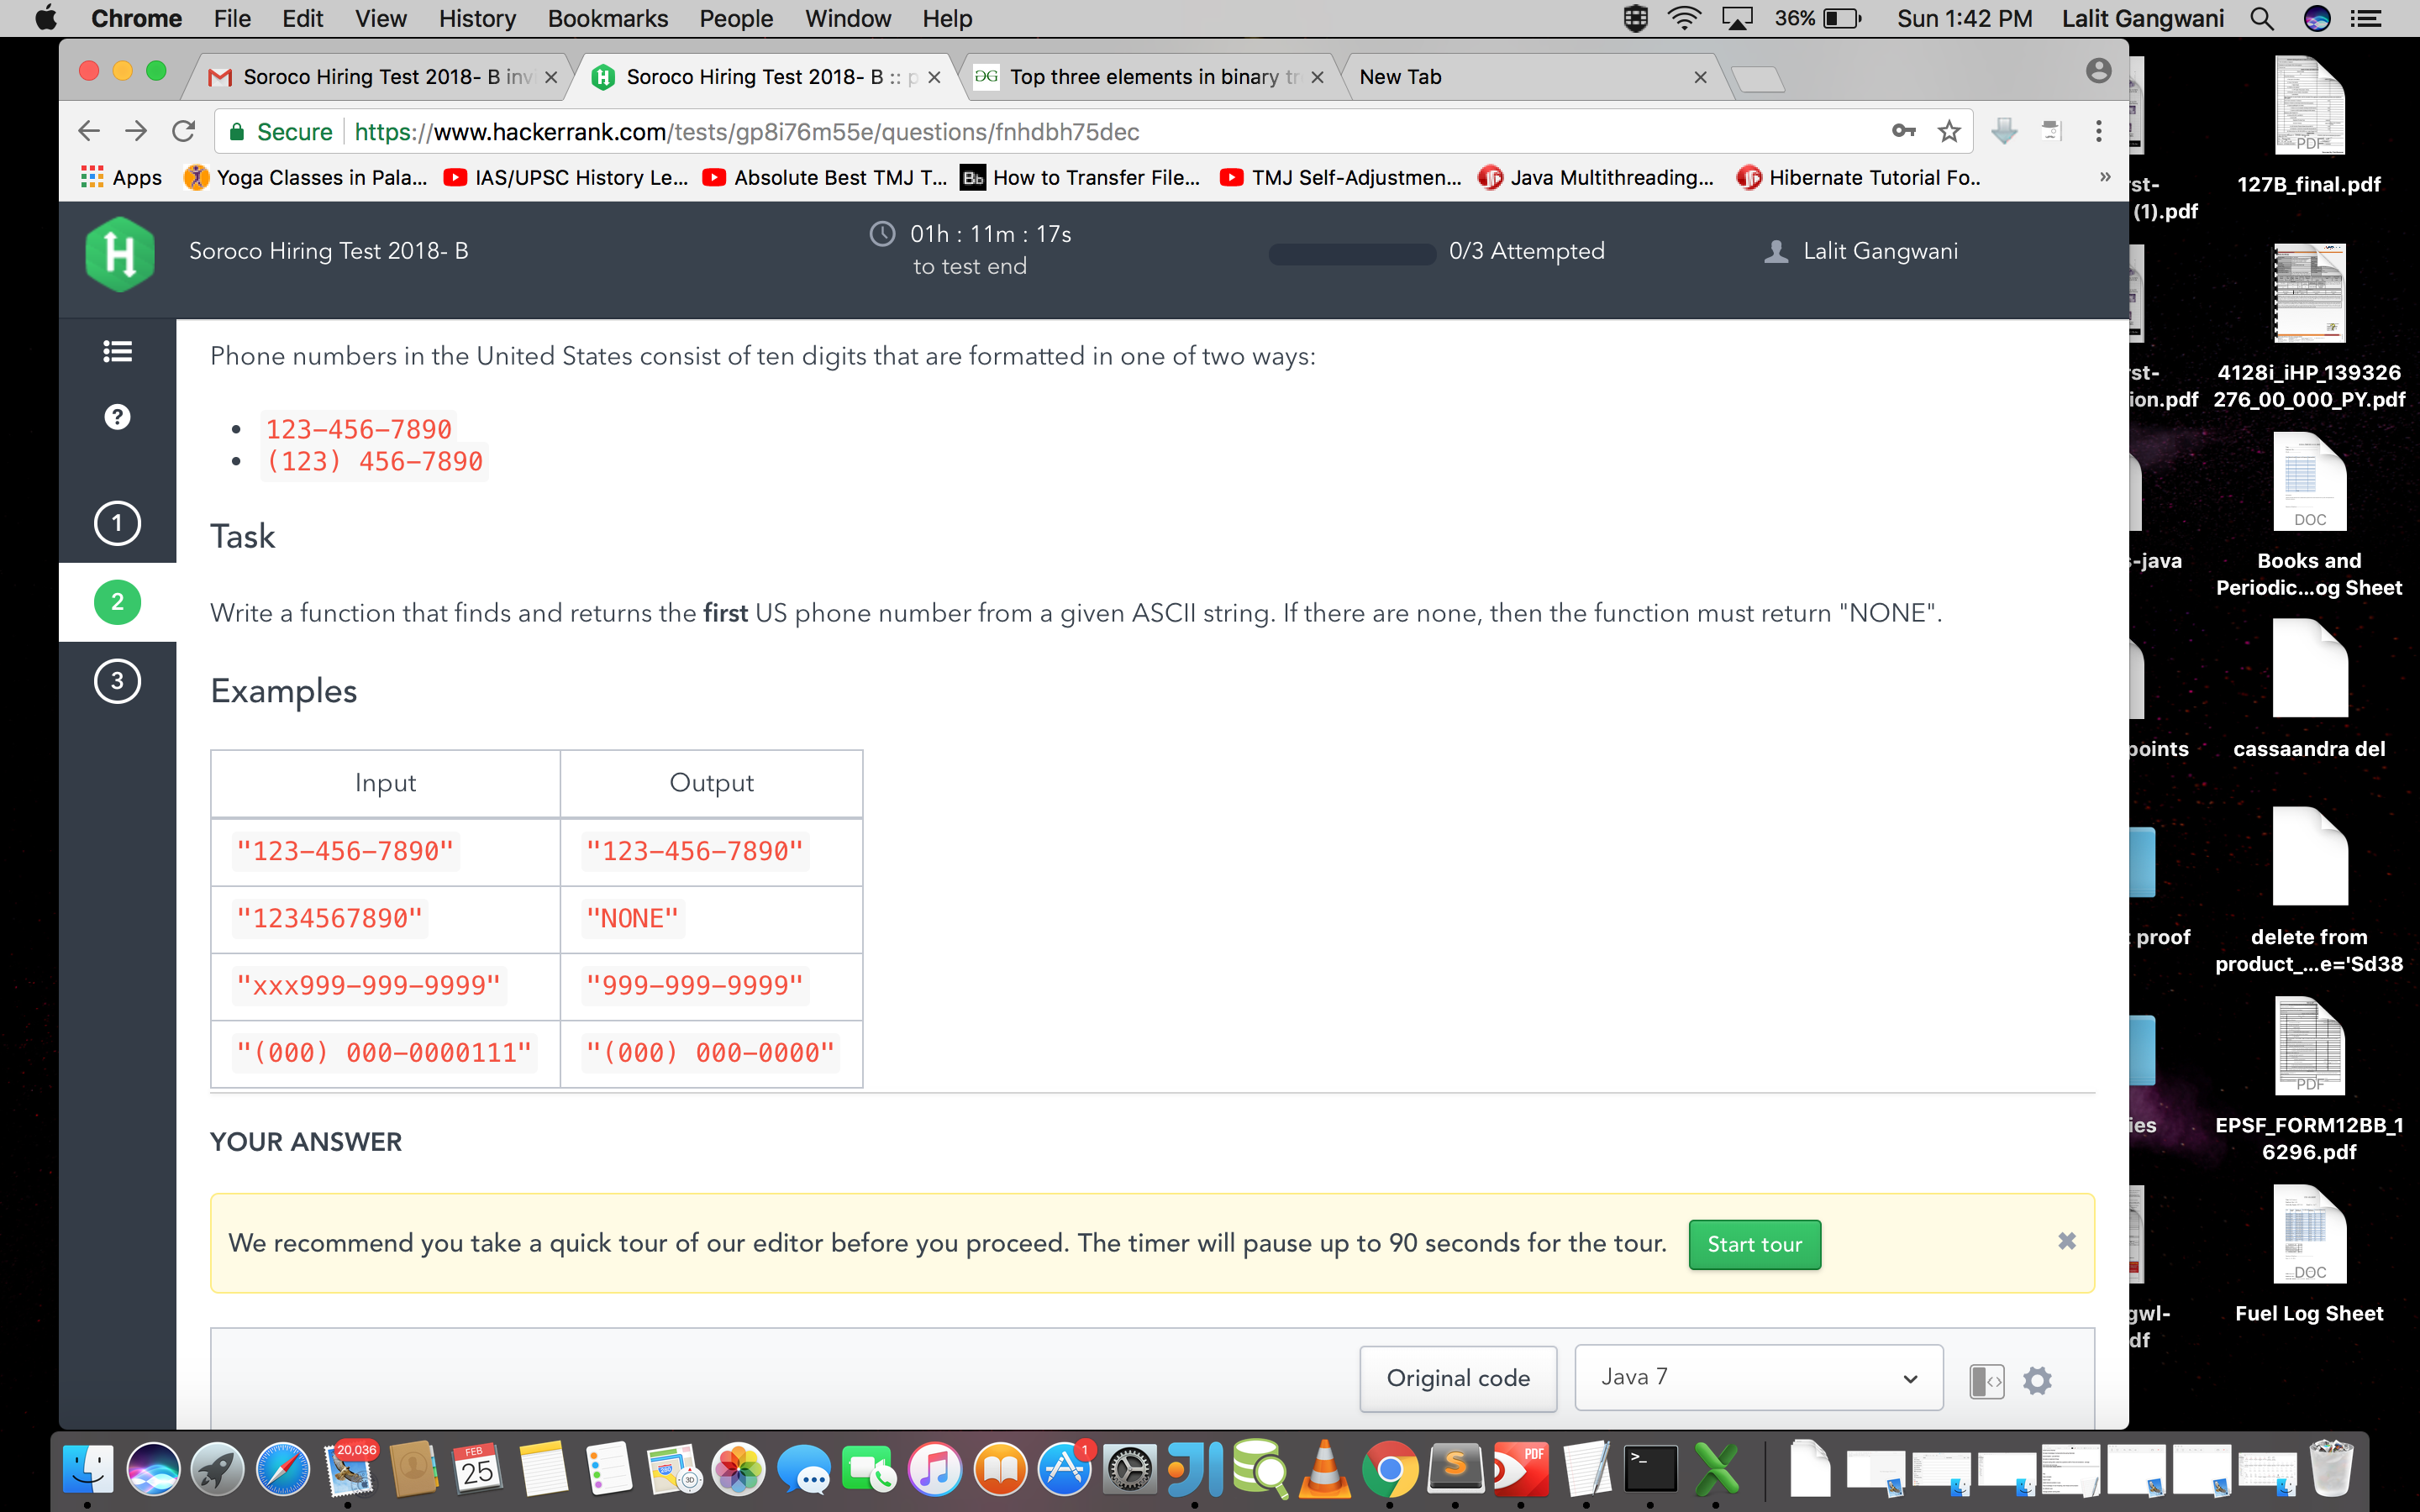 Chrome File Edit View History Bookmarks People Window Help 36% Sun 1:42 PM Lalit Gangwani
Soroco Hiring Test 2018- B inv Soroco Hiring Test 2018- B :: p Top three elements in binary tr New Tab
Secure https://www.hackerrank.com/tests/gp8i76m55e/questions/fnhdbh75dec
Apps Yoga Classes in Pala... IAS/UPSC History Le... Absolute Best TMJ T... Bb How to Transfer File... TMJ Self-Adjustmen... Java Multithreading... Hibernate Tutorial Fo.. »
Soroco Hiring Test 2018- B
01h : 11m : 17s
to test end
0/3 Attempted
Lalit Gangwani
1
2
3
Phone numbers in the United States consist of ten digits that are formatted in one of two ways:
• 123-456-7890
• (123) 456-7890
Task
Write a function that finds and returns the first US phone number from a given ASCII string. If there are none, then the function must return "NONE".
Examples
Input Output
"123-456-7890" "123-456-7890"
"1234567890" "NONE"
"xxx999-999-9999" "999-999-9999"
"(000) 000-0000111" "(000) 000-0000"
YOUR ANSWER
We recommend you take a quick tour of our editor before you proceed. The timer will pause up to 90 seconds for the tour. Start tour
Original code Java 7
PDF
127B_final.pdf
st-
(1).pdf
4128i_iHP_139326
276_00_000_PY.pdf
st-
ion.pdf
DOC
Books and
Periodic...og Sheet
-java
cassaandra del
points
delete from
product_...e='Sd38
proof
PDF
EPSF_FORM12BB_1
6296.pdf
ies
DOC
Fuel Log Sheet
gwl-
df
20,036
FEB
25
3D
1
PDF